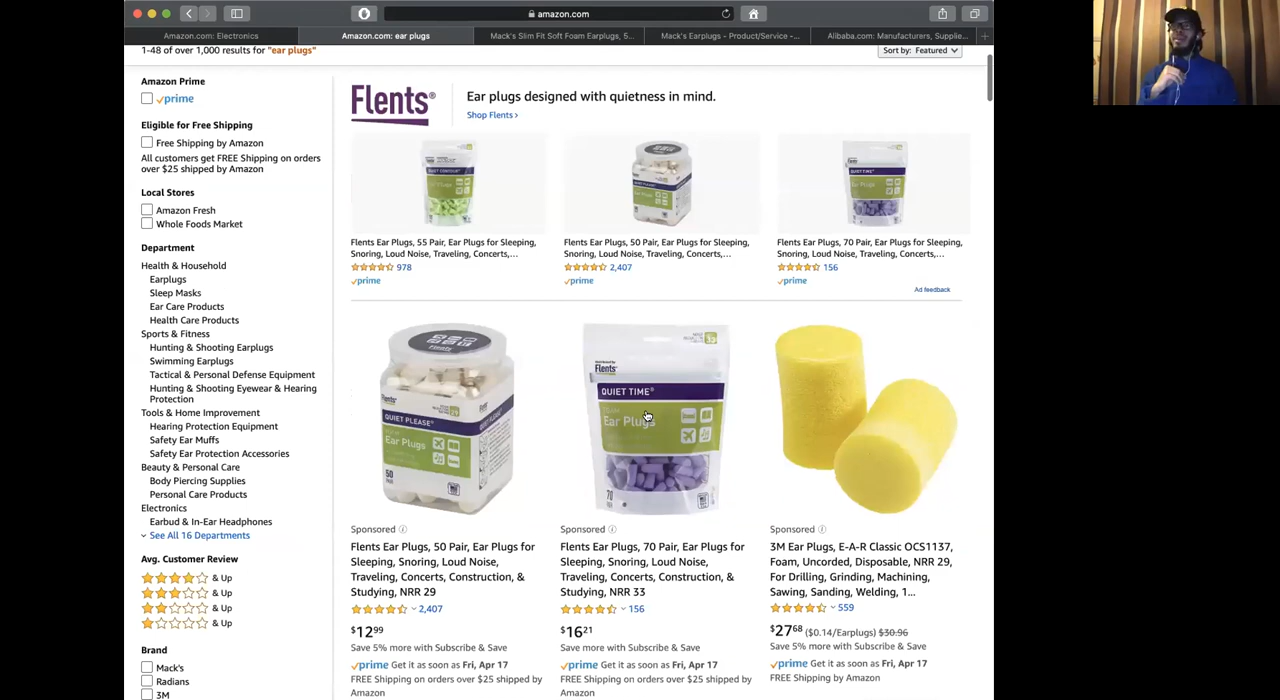 amazon.com
Amazon.com: Electronics
Amazon.com: ear plugs
Mack's Slim Fit Soft Foam Earplugs, 5...
Mack's Earplugs - Product/Service -...
Alibaba.com: Manufacturers, Supplie...
1-48 of over 1,000 results for "ear plugs"
Sort by: Featured
Amazon Prime
prime
Eligible for Free Shipping
Free Shipping by Amazon
All customers get FREE Shipping on orders
over $25 shipped by Amazon
Local Stores
Amazon Fresh
Whole Foods Market
Department
Health & Household
Earplugs
Sleep Masks
Ear Care Products
Health Care Products
Sports & Fitness
Hunting & Shooting Earplugs
Swimming Earplugs
Tactical & Personal Defense Equipment
Hunting & Shooting Eyewear & Hearing
Protection
Tools & Home Improvement
Hearing Protection Equipment
Safety Ear Muffs
Safety Ear Protection Accessories
Beauty & Personal Care
Body Piercing Supplies
Personal Care Products
Electronics
Earbud & In-Ear Headphones
See All 16 Departments
Avg. Customer Review
& Up
& Up
& Up
& Up
Brand
Mack's
Radians
3M
Flents®
Ear plugs designed with quietness in mind.
Shop Flents ›
Flents Ear Plugs, 55 Pair, Ear Plugs for Sleeping,
Snoring, Loud Noise, Traveling, Concerts,...
978
prime
Flents Ear Plugs, 50 Pair, Ear Plugs for Sleeping,
Snoring, Loud Noise, Traveling, Concerts,...
2,407
prime
Flents Ear Plugs, 70 Pair, Ear Plugs for Sleeping,
Snoring, Loud Noise, Traveling, Concerts,...
156
prime
Ad feedback
Flents
QUIET PLEASE®
Ear Plugs
50
Flents
QUIET TIME®
Ear Plugs
70
Sponsored
Flents Ear Plugs, 50 Pair, Ear Plugs for
Sleeping, Snoring, Loud Noise,
Traveling, Concerts, Construction, &
Studying, NRR 29
2,407
$12.99
Save 5% more with Subscribe & Save
prime Get it as soon as Fri, Apr 17
FREE Shipping on orders over $25 shipped by
Amazon
Sponsored
Flents Ear Plugs, 70 Pair, Ear Plugs for
Sleeping, Snoring, Loud Noise,
Traveling, Concerts, Construction, &
Studying, NRR 33
156
$16.21
Save more with Subscribe & Save
prime Get it as soon as Fri, Apr 17
FREE Shipping on orders over $25 shipped by
Amazon
Sponsored
3M Ear Plugs, E-A-R Classic OCS1137,
Foam, Uncorded, Disposable, NRR 29,
For Drilling, Grinding, Machining,
Sawing, Sanding, Welding, 1...
559
$27.68 ($0.14/Earplugs) $30.96
Save 5% more with Subscribe & Save
prime Get it as soon as Fri, Apr 17
FREE Shipping by Amazon